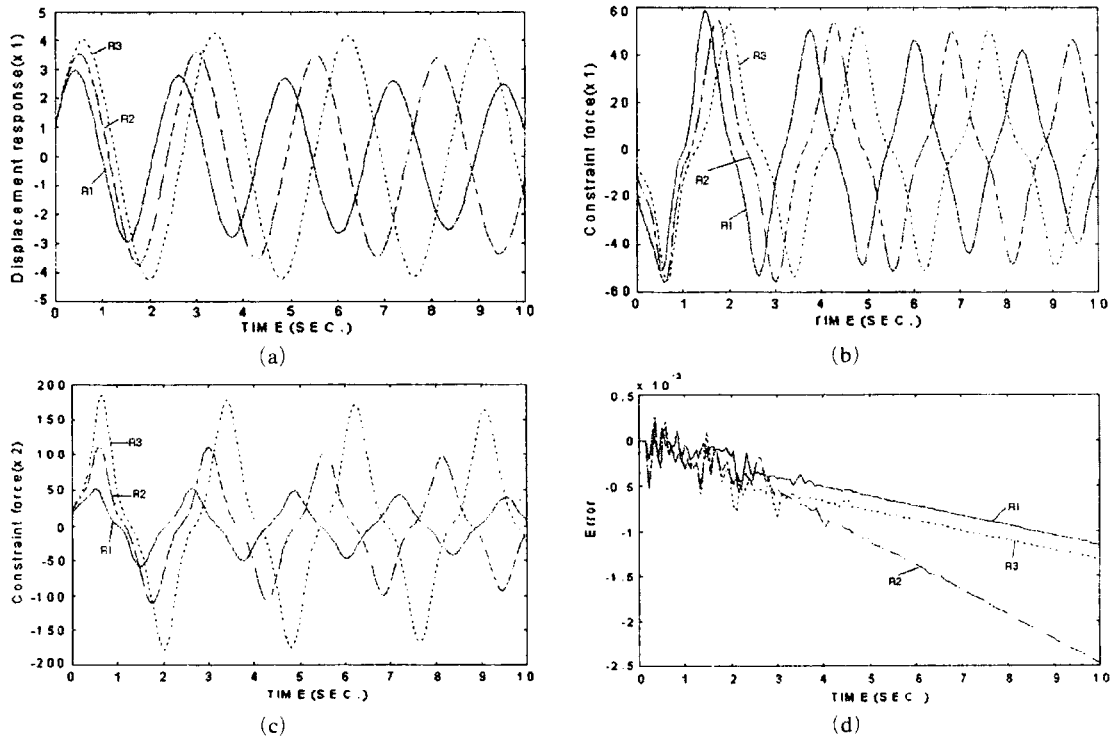 Displacement response(x1)
5
4
3
2
1
0
-1
-2
-3
-4
5
R3
R2
R1
0 1 2 3 4 5 6 7 8 9 10
TIME(SEC.)
(a)
Constraint force(x1)
60
40
20
0
-20
-40
-60
R3
R2
R1
0 1 2 3 4 5 6 7 8 9 10
TIME(SEC.)
(b)
Constraint force(x2)
200
150
100
50
0
-50
-100
-150
-200
R3
R2
R1
0 1 2 3 4 5 6 7 8 9 10
TIME(SEC.)
(c)
Error
0.5
0
-0.5
-1
-1.5
-2
-2.5
R1
R3
R2
0 1 2 3 4 5 6 7 8 9 10
TIME(SEC.)
(d)